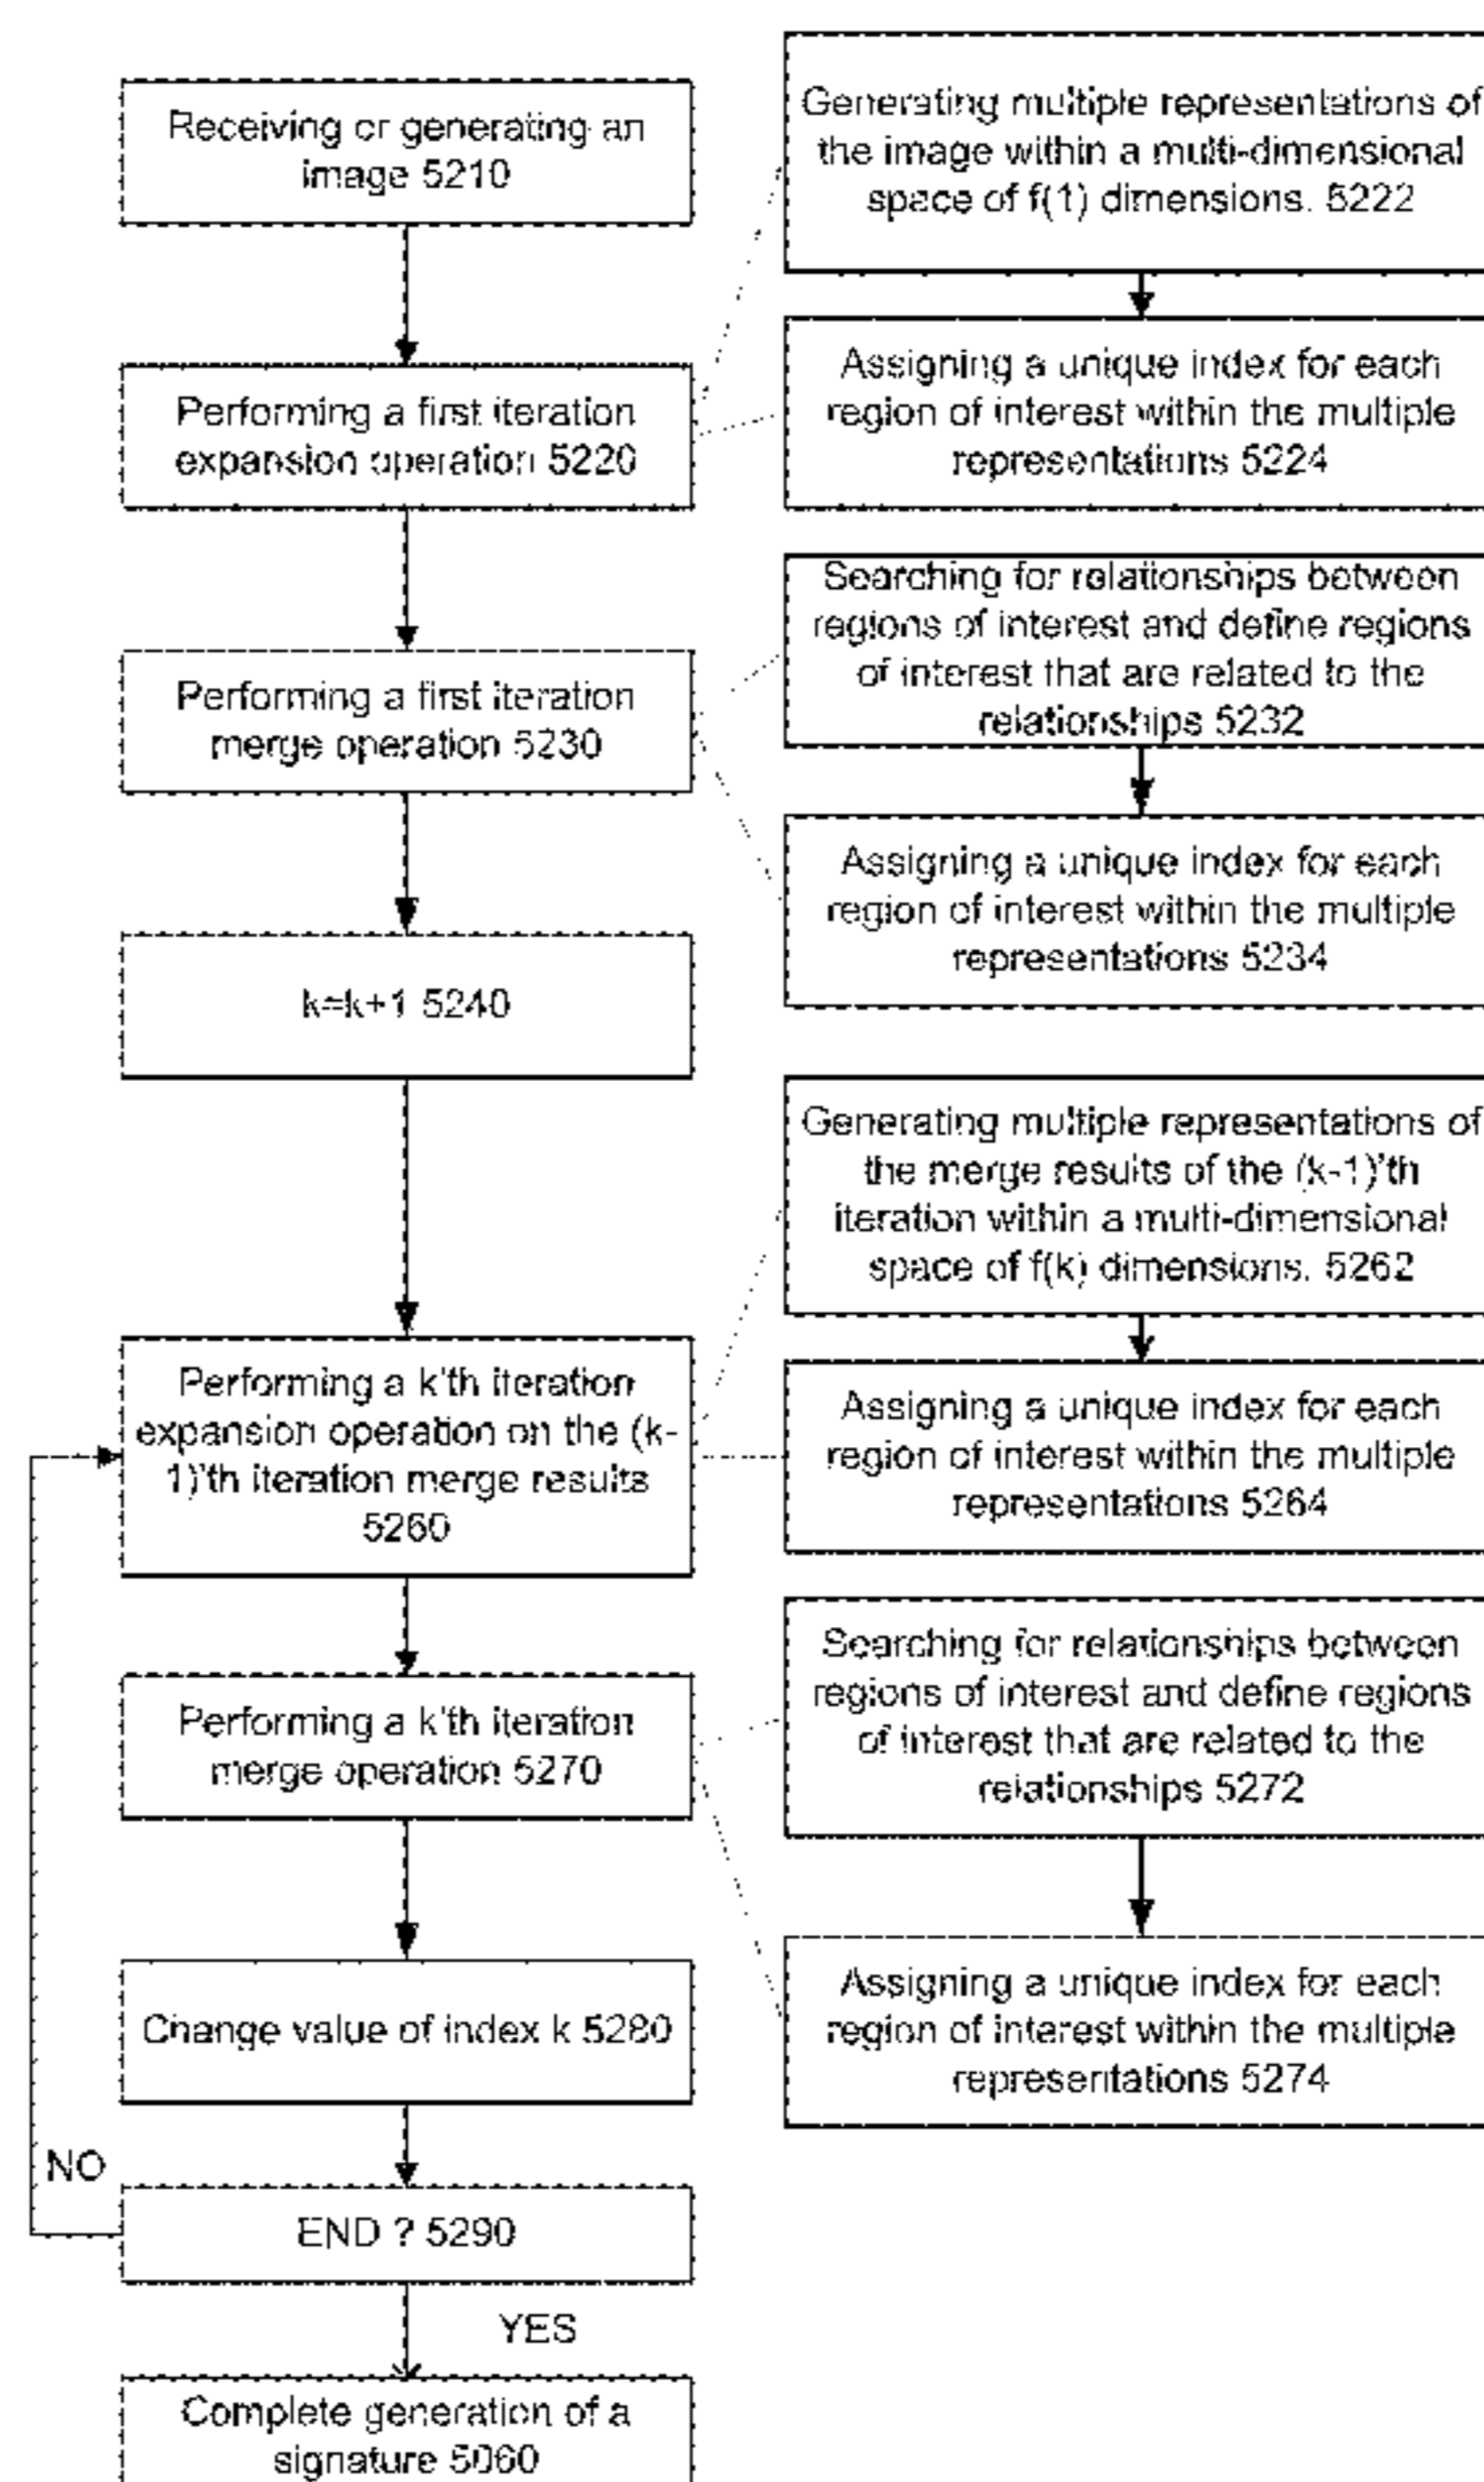 Receiving or generating an
image 5210
Performing a first iteration
expansion operation 5220
Performing a first iteration
merge operation 5230
k=k+1 5240
Performing a k'th iteration
expansion operation on the (k-
1)'th iteration merge results
5260
Performing a k'th iteration
merge operation 5270
Change value of index k 5280
NO
END ? 5290
YES
Complete generation of a
signature 5060
Generating multiple representations of
the image within a multi-dimensional
space of f(1) dimensions. 5222
Assigning a unique index for each
region of interest within the multiple
representations 5224
Searching for relationships between
regions of interest and define regions
of interest that are related to the
relationships 5232
Assigning a unique index for each
region of interest within the multiple
representations 5234
Generating multiple representations of
the merge results of the (k-1)'th
iteration within a multi-dimensional
space of f(k) dimensions. 5262
Assigning a unique index for each
region of interest within the multiple
representations 5264
Searching for relationships between
regions of interest and define regions
of interest that are related to the
relationships 5272
Assigning a unique index for each
region of interest within the multiple
representations 5274